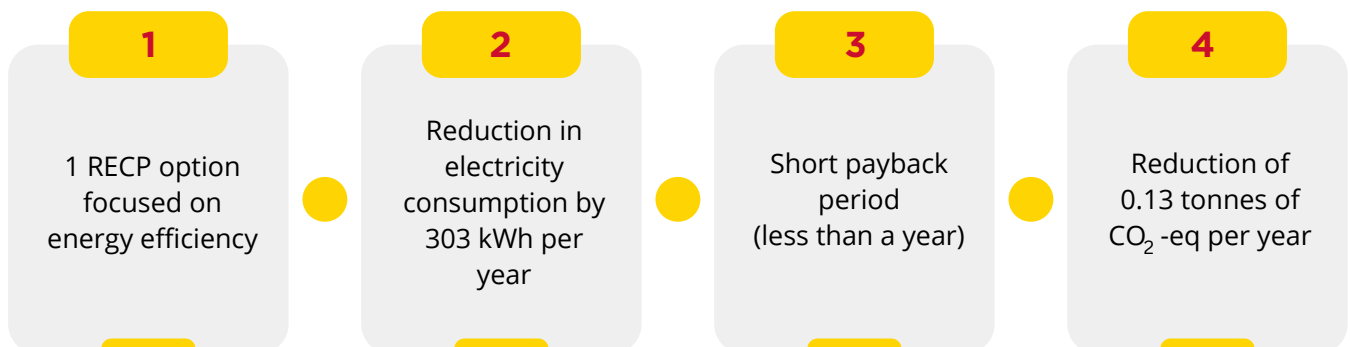 1
1 RECP option
focused on
energy efficiency
2
Reduction in
electricity
consumption by
303 kWh per
year
3
Short payback
period
(less than a year)
4
Reduction of
0.13 tonnes of
CO₂ -eq per year